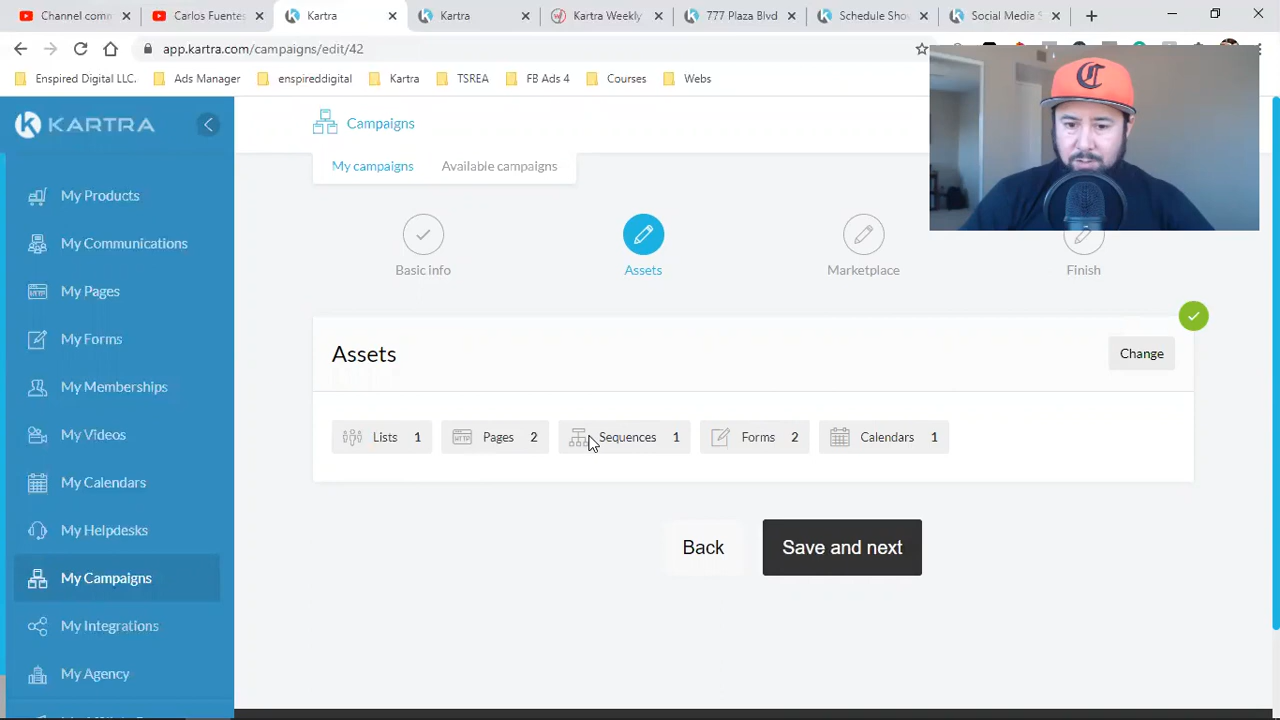 Channel comm
Carlos Fuentes
Kartra
Kartra
Kartra Weekly
777 Plaza Blvd
Schedule Sho
Social Media S
app.kartra.com/campaigns/edit/42
Enspired Digital LLC.
Ads Manager
enspireddigital
Kartra
TSREA
FB Ads 4
Courses
Webs
KARTRA
Campaigns
My campaigns
Available campaigns
My Products
My Communications
My Pages
My Forms
My Memberships
My Videos
My Calendars
My Helpdesks
My Campaigns
My Integrations
My Agency
Basic info
Assets
Marketplace
Finish
Assets
Change
Lists 1
HTTP Pages 2
Sequences 1
Forms 2
Calendars 1
Back
Save and next
C